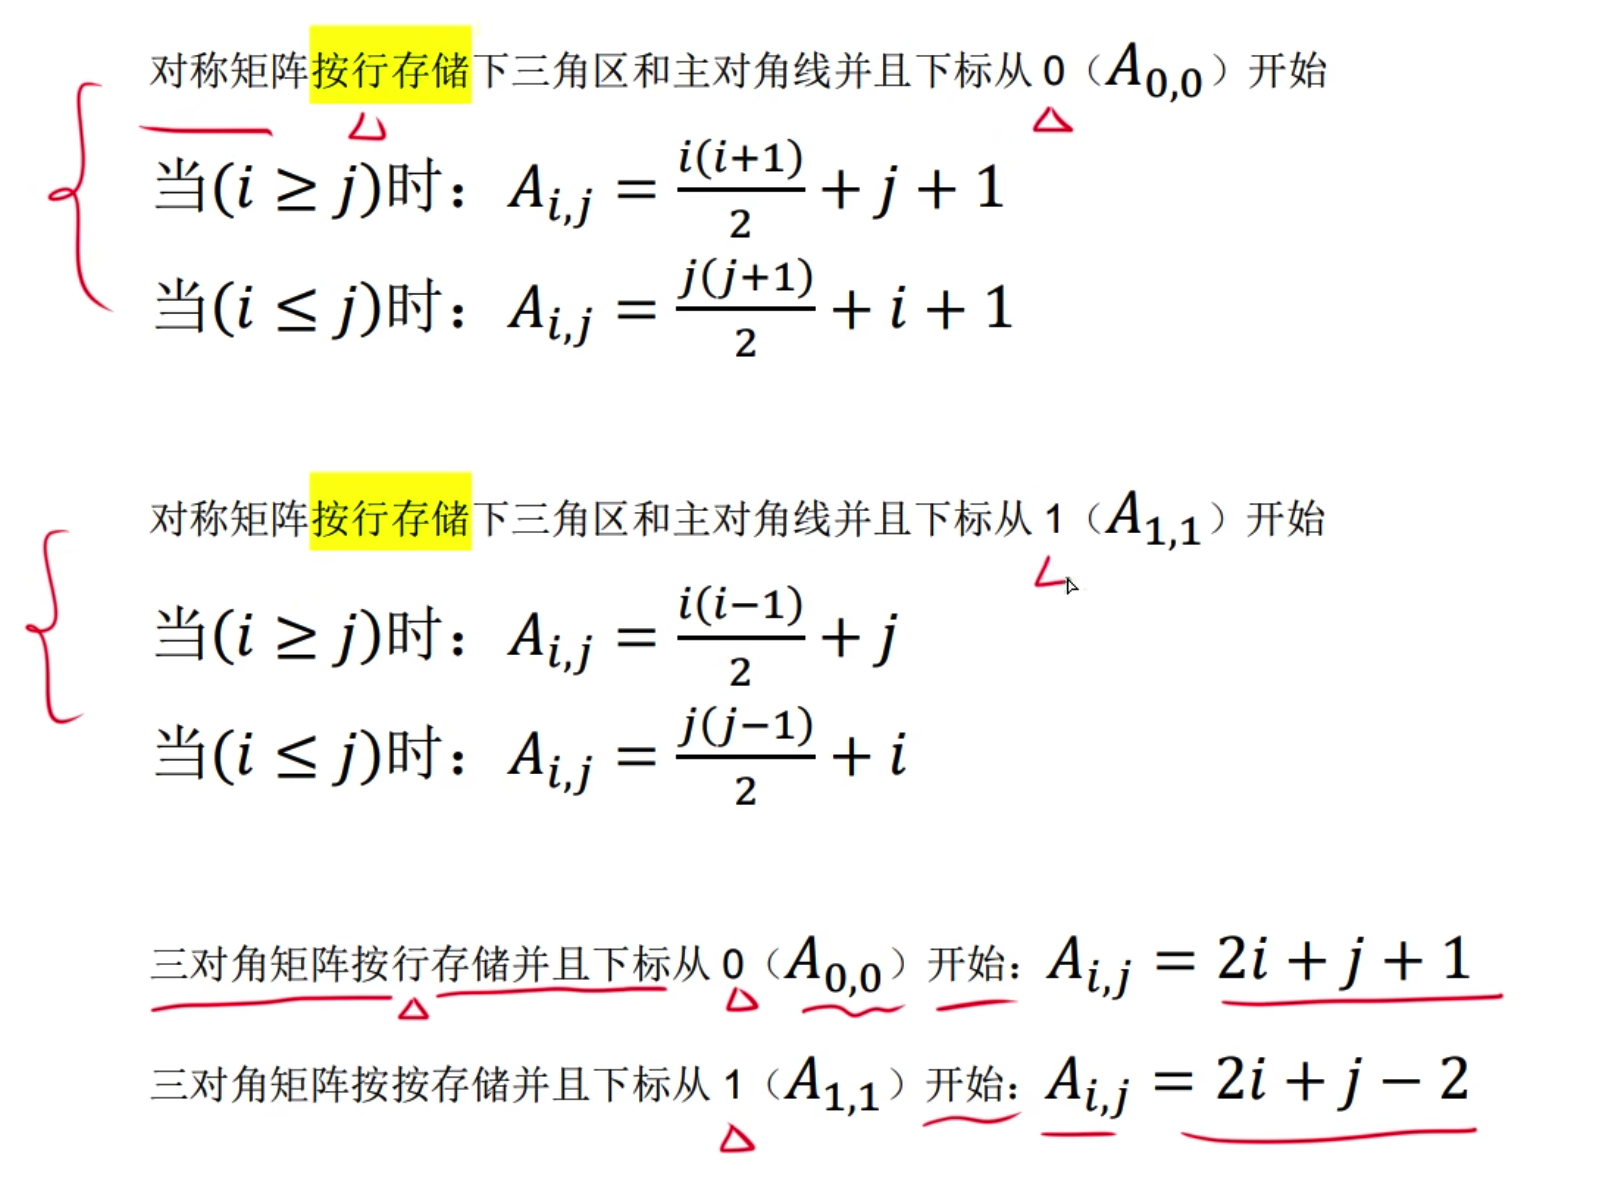 对称矩阵按行存储下三角区和主对角线并且下标从 0（A_{0,0}）开始
当(i ≥ j)时：A_{i,j} = \frac{i(i+1)}{2} + j + 1
当(i ≤ j)时：A_{i,j} = \frac{j(j+1)}{2} + i + 1
对称矩阵按行存储下三角区和主对角线并且下标从 1（A_{1,1}）开始
当(i ≥ j)时：A_{i,j} = \frac{i(i−1)}{2} + j
当(i ≤ j)时：A_{i,j} = \frac{j(j−1)}{2} + i
三对角矩阵按行存储并且下标从 0（A_{0,0}）开始：A_{i,j} = 2i + j + 1
三对角矩阵按按存储并且下标从 1（A_{1,1}）开始：A_{i,j} = 2i + j − 2